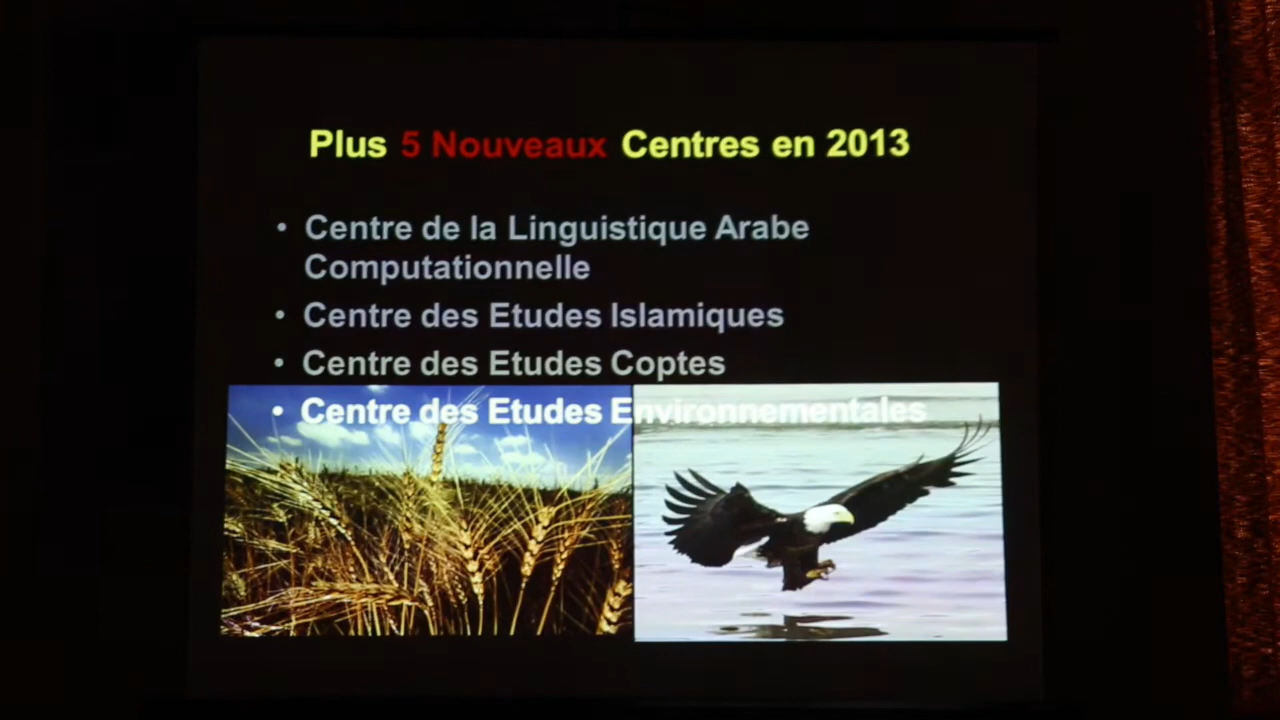 Plus 5 Nouveaux Centres en 2013
• Centre de la Linguistique Arabe
Computationnelle
• Centre des Etudes Islamiques
• Centre des Etudes Coptes
• Centre des Etudes Environnementales